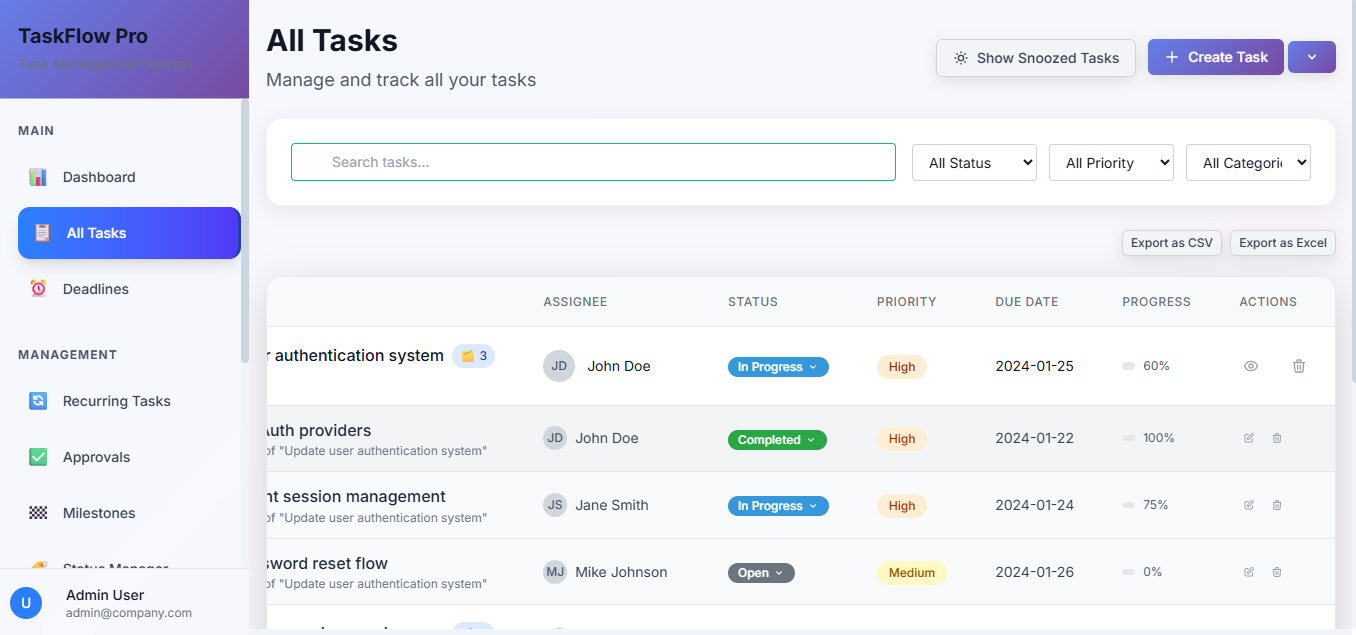 TaskFlow Pro
Task Management System
MAIN
Dashboard
All Tasks
Deadlines
MANAGEMENT
Recurring Tasks
Approvals
Milestones
Status Manager
U
Admin User
admin@company.com
All Tasks
Manage and track all your tasks
Show Snoozed Tasks
Create Task
Search tasks...
All Status
All Priority
All Categori
Export as CSV
Export as Excel
ASSIGNEE STATUS PRIORITY DUE DATE PROGRESS ACTIONS
r authentication system 3 JD John Doe In Progress High 2024-01-25 60%
Auth providers
of "Update user authentication system" JD John Doe Completed High 2024-01-22 100%
nt session management
of "Update user authentication system" JS Jane Smith In Progress High 2024-01-24 75%
sword reset flow
of "Update user authentication system" MJ Mike Johnson Open Medium 2024-01-26 0%